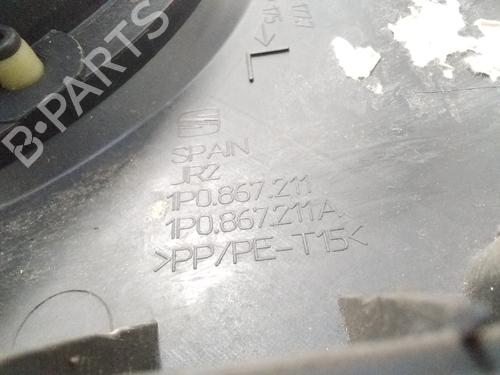 L
SPAIN
JRZ
1P0.867.211
1P0.867.211A
>PP/PE-T15<
B-PARTS